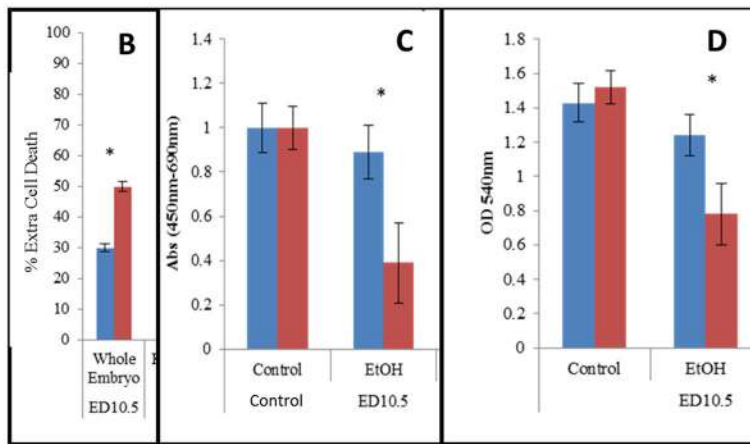 B
100
90
80
70
60
50
40
30
20
10
0
% Extra Cell Death
*
Whole
Embryo
ED10.5
C
1.4
1.2
1
0.8
0.6
0.4
0.2
0
Abs (450nm-690nm)
*
Control EtOH
Control ED10.5
D
1.8
1.6
1.4
1.2
1
0.8
0.6
0.4
0.2
0
OD 540nm
*
Control EtOH
ED10.5